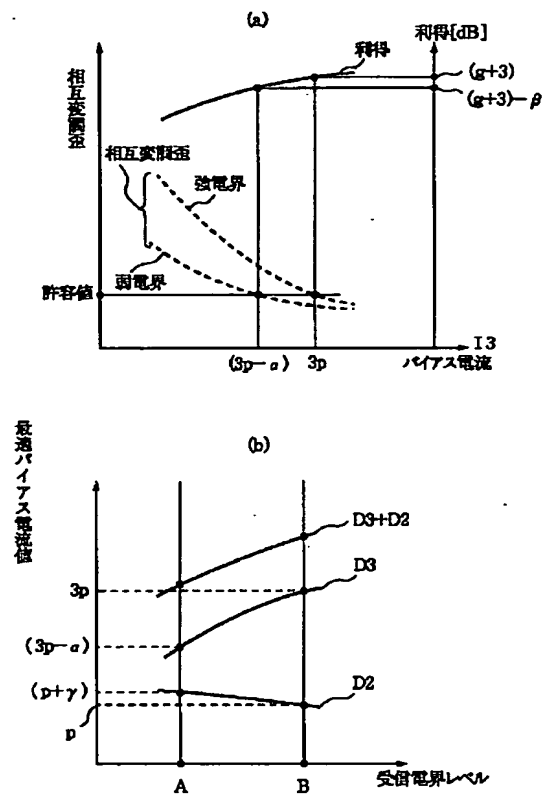 (a)
利得[dB]
利得
相互変調歪
(g+3)
(g+3)-β
相互変調歪
強電界
弱電界
許容値
I3
(3p-α)
3p
バイアス電流
(b)
最適バイアス電流値
D3+D2
D3
3p
(3p-α)
(p+γ)
D2
p
A
B
受信電界レベル